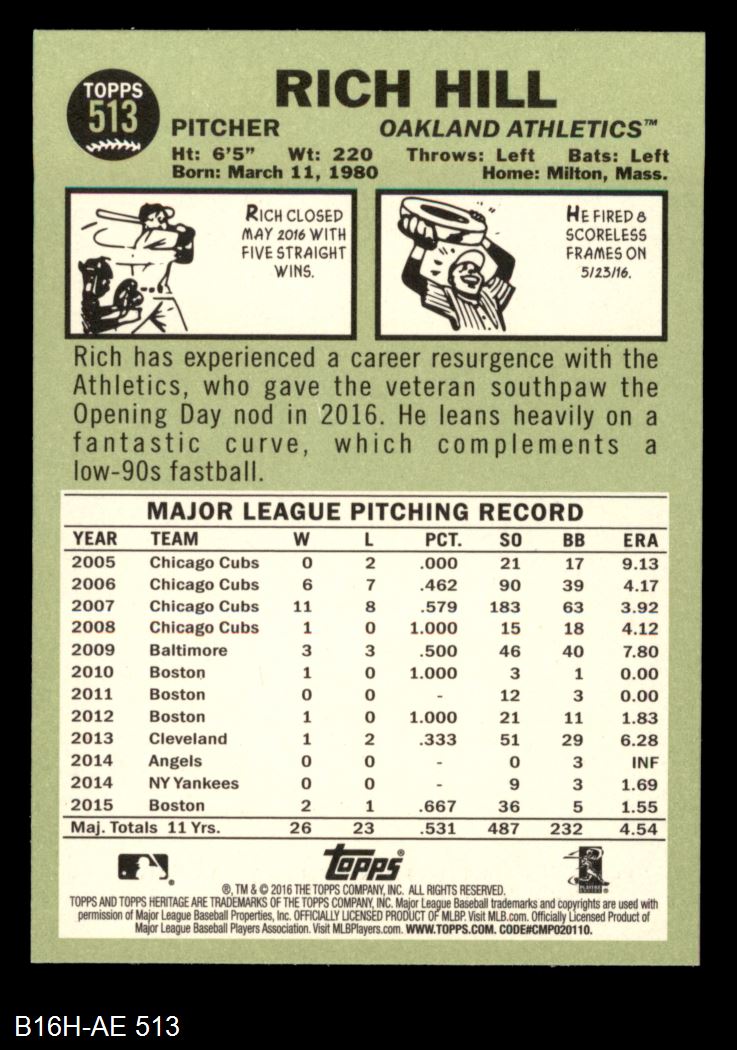 TOPPS
513
RICH HILL
PITCHER OAKLAND ATHLETICS™
Ht: 6'5" Wt: 220 Throws: Left Bats: Left
Born: March 11, 1980 Home: Milton, Mass.
RICH CLOSED
MAY 2016 WITH
FIVE STRAIGHT
WINS.
HE FIRED 8
SCORELESS
FRAMES ON
5/23/16.
Rich has experienced a career resurgence with the
Athletics, who gave the veteran southpaw the
Opening Day nod in 2016. He leans heavily on a
fantastic curve, which complements a
low-90s fastball.
MAJOR LEAGUE PITCHING RECORD
YEAR TEAM W L PCT. SO BB ERA
2005 Chicago Cubs 0 2 .000 21 17 9.13
2006 Chicago Cubs 6 7 .462 90 39 4.17
2007 Chicago Cubs 11 8 .579 183 63 3.92
2008 Chicago Cubs 1 0 1.000 15 18 4.12
2009 Baltimore 3 3 .500 46 40 7.80
2010 Boston 1 0 1.000 3 1 0.00
2011 Boston 0 0 - 12 3 0.00
2012 Boston 1 0 1.000 21 11 1.83
2013 Cleveland 1 2 .333 51 29 6.28
2014 Angels 0 0 - 0 3 INF
2014 NY Yankees 0 0 - 9 3 1.69
2015 Boston 2 1 .667 36 5 1.55
Maj. Totals 11 Yrs. 26 23 .531 487 232 4.54
topps®
®, TM & © 2016 THE TOPPS COMPANY, INC. ALL RIGHTS RESERVED.
TOPPS AND TOPPS HERITAGE ARE TRADEMARKS OF THE TOPPS COMPANY, INC. Major League Baseball trademarks and copyrights are used with
permission of Major League Baseball Properties, Inc. OFFICIALLY LICENSED PRODUCT OF MLBP. Visit MLB.com. Officially Licensed Product of
Major League Baseball Players Association. Visit MLBPlayers.com. WWW.TOPPS.COM. CODE#CMP020110.
B16H-AE 513